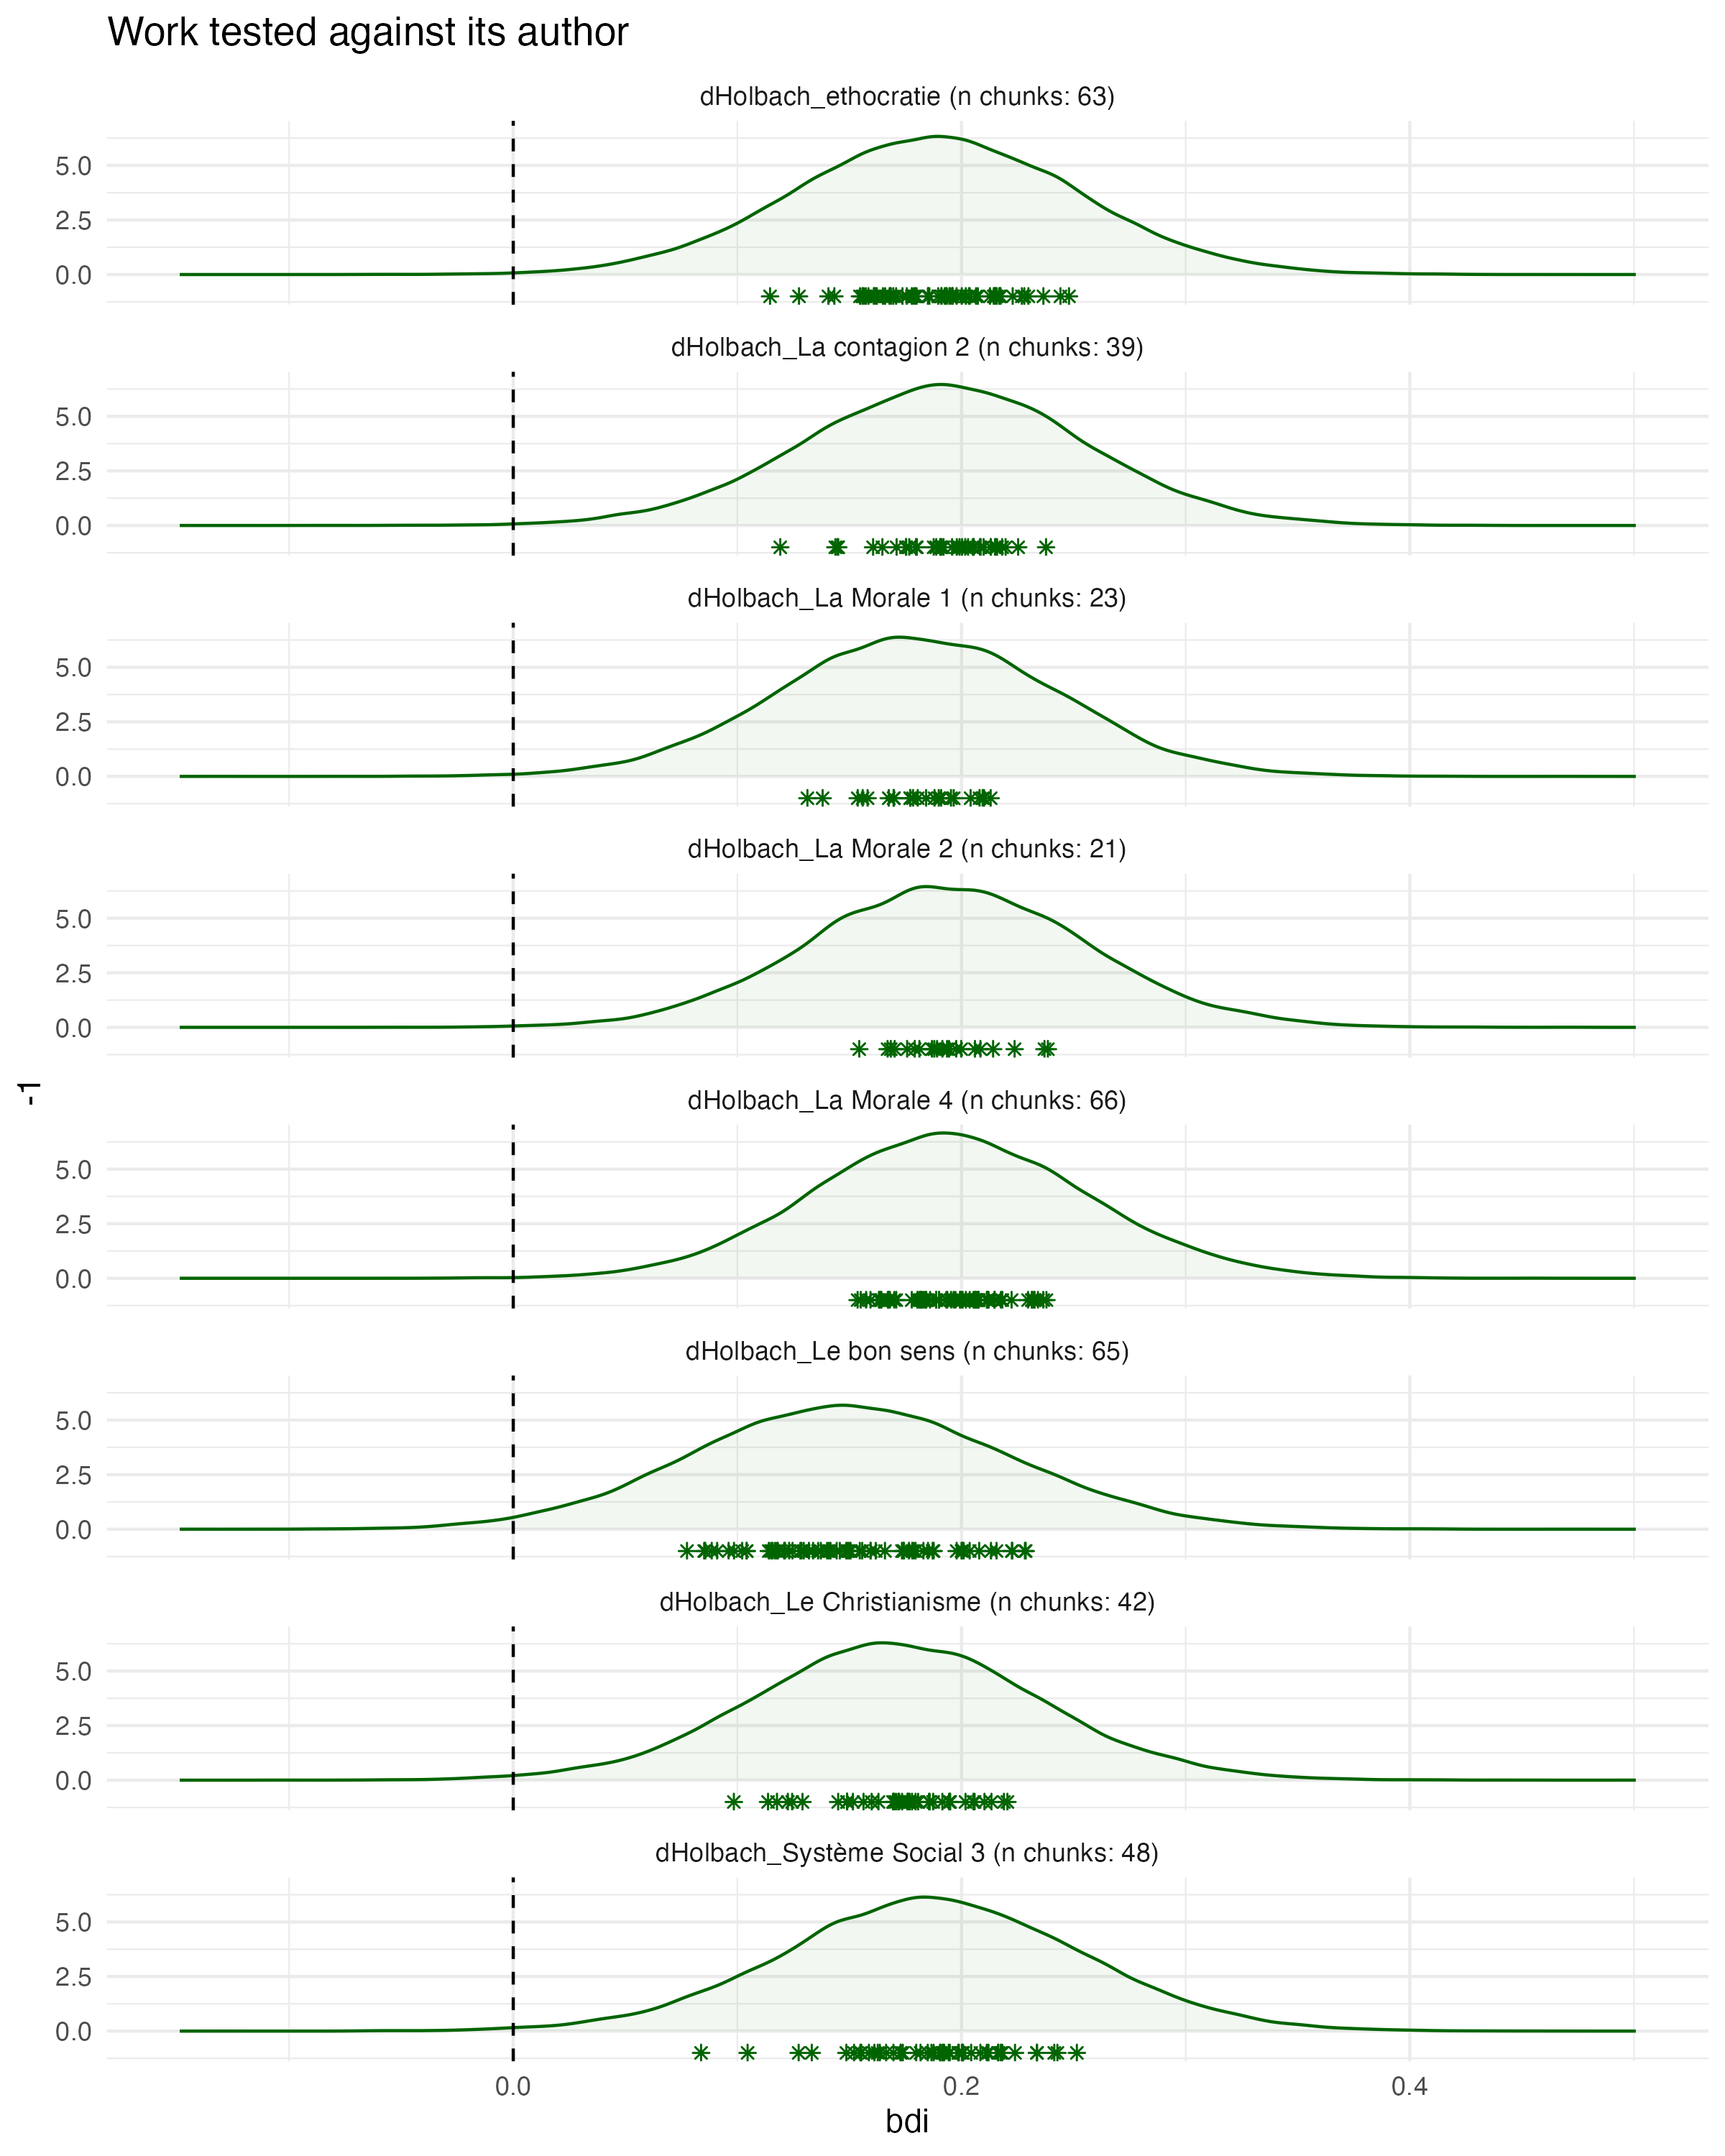 Work tested against its author
dHolbach_ethocratie (n chunks: 63)
5.0
2.5
0.0
dHolbach_La contagion 2 (n chunks: 39)
5.0
2.5
0.0
dHolbach_La Morale 1 (n chunks: 23)
5.0
2.5
0.0
dHolbach_La Morale 2 (n chunks: 21)
5.0
2.5
0.0
-1
dHolbach_La Morale 4 (n chunks: 66)
5.0
2.5
0.0
dHolbach_Le bon sens (n chunks: 65)
5.0
2.5
0.0
dHolbach_Le Christianisme (n chunks: 42)
5.0
2.5
0.0
dHolbach_Système Social 3 (n chunks: 48)
5.0
2.5
0.0
0.0 0.2 0.4
bdi